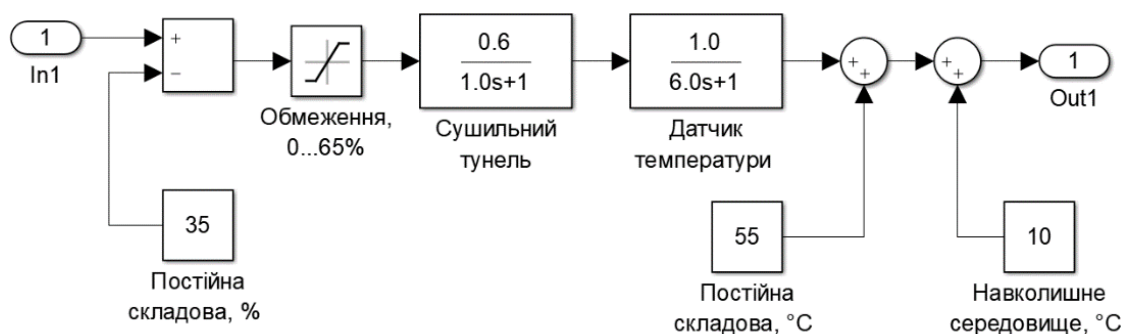 1
In1
+
−
Обмеження,
0...65%
0.6
1.0s+1
Сушильний
тунель
1.0
6.0s+1
Датчик
температури
+
+
+
+
1
Out1
35
Постійна
складова, %
55
Постійна
складова, °C
10
Навколишнє
середовище, °C